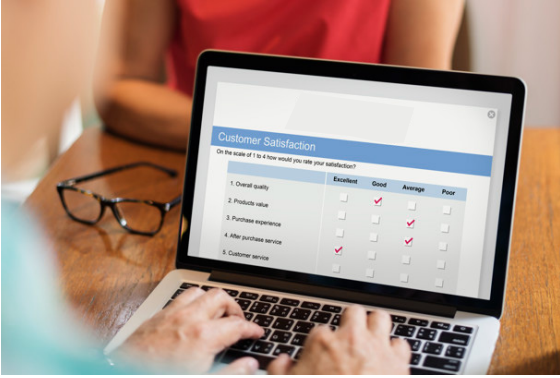 Customer Satisfaction
On the scale of 1 to 4 how would you rate your satisfaction?
Excellent Good Average Poor
1. Overall quality
2. Products value
3. Purchase experience
4. After purchase service
5. Customer service